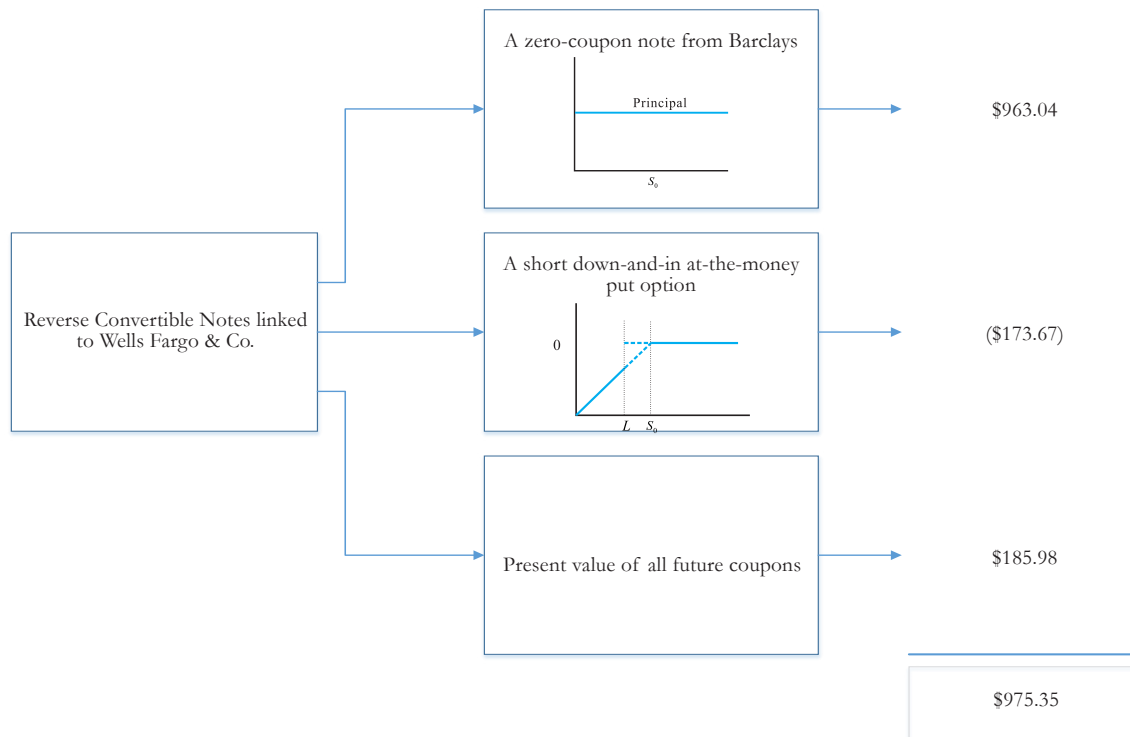 A zero-coupon note from Barclays
Principal
S₀
$963.04
Reverse Convertible Notes linked
to Wells Fargo & Co.
A short down-and-in at-the-money
put option
0
L S₀
($173.67)
Present value of all future coupons
$185.98
$975.35